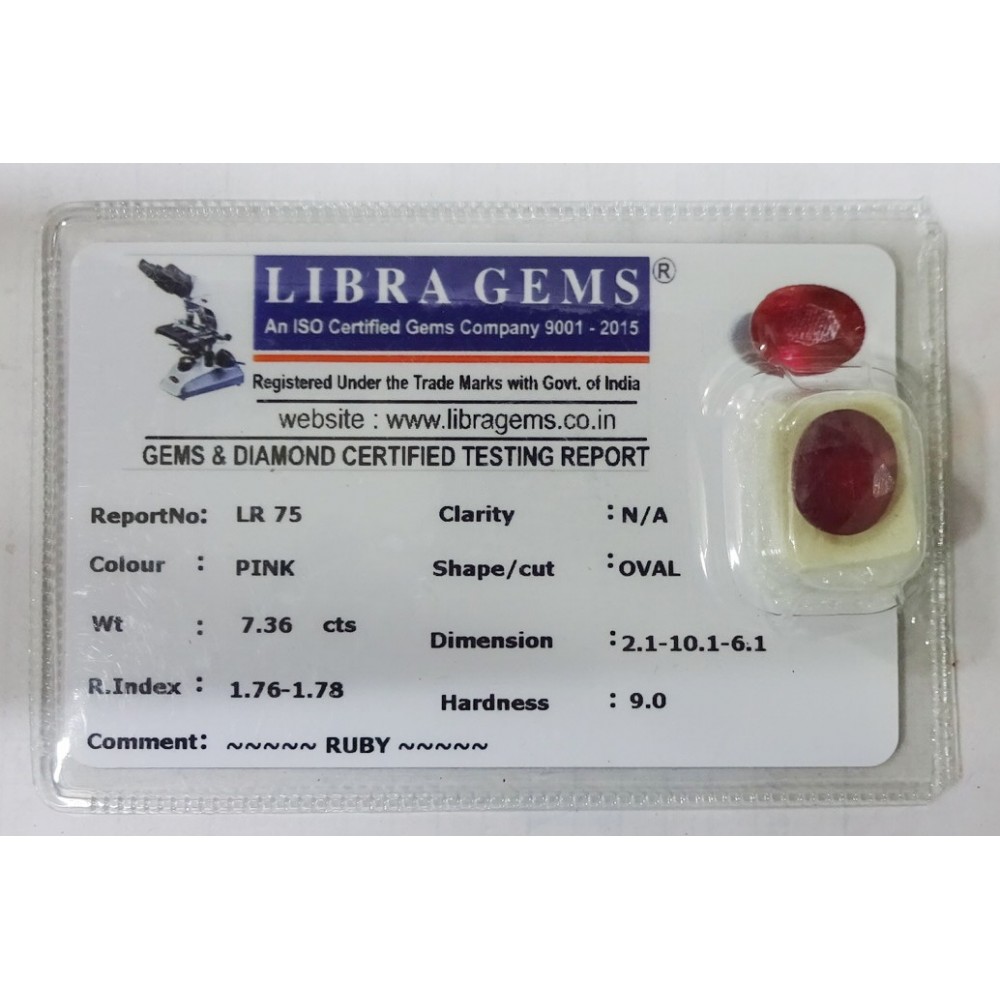 LIBRA GEMS ®
An ISO Certified Gems Company 9001 - 2015
Registered Under the Trade Marks with Govt. of India
website : www.libragems.co.in
GEMS & DIAMOND CERTIFIED TESTING REPORT
ReportNo: LR 75 Clarity : N/A
Colour : PINK Shape/cut : OVAL
Wt : 7.36 cts Dimension : 2.1-10.1-6.1
R.Index : 1.76-1.78 Hardness : 9.0
Comment: ~~~~~ RUBY ~~~~~